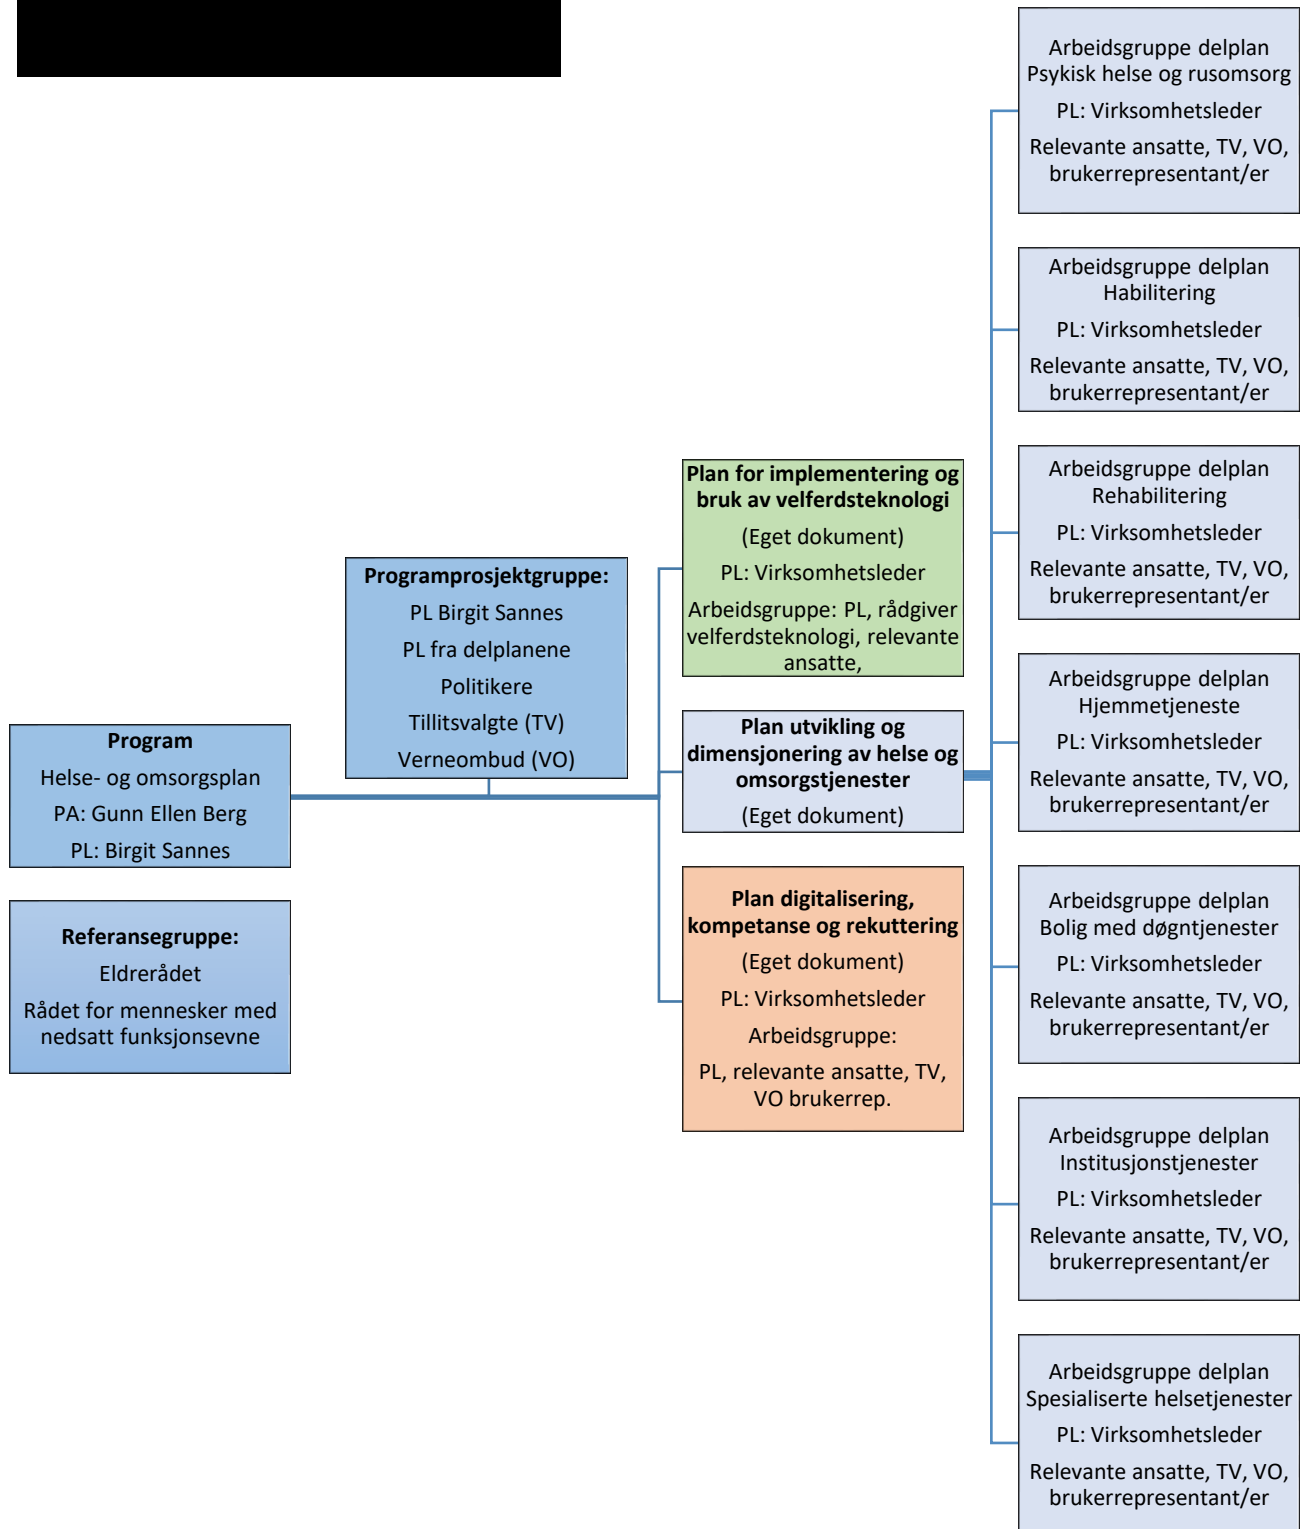 Program
Helse- og omsorgsplan
PA: Gunn Ellen Berg
PL: Birgit Sannes
Referansegruppe:
Eldrerådet
Rådet for mennesker med
nedsatt funksjonsevne
Programprosjektgruppe:
PL Birgit Sannes
PL fra delplanene
Politikere
Tillitsvalgte (TV)
Verneombud (VO)
Plan for implementering og
bruk av velferdsteknologi
(Eget dokument)
PL: Virksomhetsleder
Arbeidsgruppe: PL, rådgiver
velferdsteknologi, relevante
ansatte,
Plan utvikling og
dimensjonering av helse og
omsorgstjenester
(Eget dokument)
Plan digitalisering,
kompetanse og rekuttering
(Eget dokument)
PL: Virksomhetsleder
Arbeidsgruppe:
PL, relevante ansatte, TV,
VO brukerrep.
Arbeidsgruppe delplan
Psykisk helse og rusomsorg
PL: Virksomhetsleder
Relevante ansatte, TV, VO,
brukerrepresentant/er
Arbeidsgruppe delplan
Habilitering
PL: Virksomhetsleder
Relevante ansatte, TV, VO,
brukerrepresentant/er
Arbeidsgruppe delplan
Rehabilitering
PL: Virksomhetsleder
Relevante ansatte, TV, VO,
brukerrepresentant/er
Arbeidsgruppe delplan
Hjemmetjeneste
PL: Virksomhetsleder
Relevante ansatte, TV, VO,
brukerrepresentant/er
Arbeidsgruppe delplan
Bolig med døgntjenester
PL: Virksomhetsleder
Relevante ansatte, TV, VO,
brukerrepresentant/er
Arbeidsgruppe delplan
Institusjonstjenester
PL: Virksomhetsleder
Relevante ansatte, TV, VO,
brukerrepresentant/er
Arbeidsgruppe delplan
Spesialiserte helsetjenester
PL: Virksomhetsleder
Relevante ansatte, TV, VO,
brukerrepresentant/er